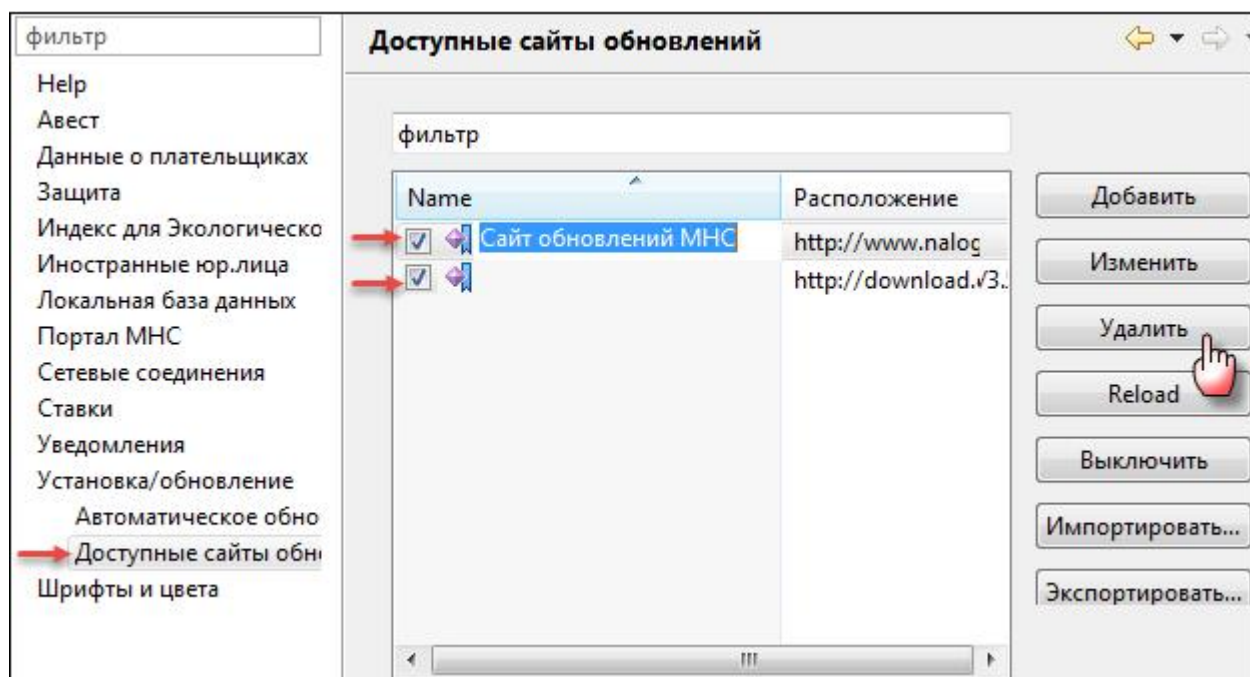 фильтр
Help
Авест
Данные о плательщиках
Защита
Индекс для Экологическо
Иностранные юр.лица
Локальная база данных
Портал МНС
Сетевые соединения
Ставки
Уведомления
Установка/обновление
Автоматическое обно
Доступные сайты обн
Шрифты и цвета
Доступные сайты обновлений
фильтр
Name Расположение
Сайт обновлений МНС http://www.nalog
http://download.
Добавить
Изменить
Удалить
Reload
Выключить
Импортировать...
Экспортировать...